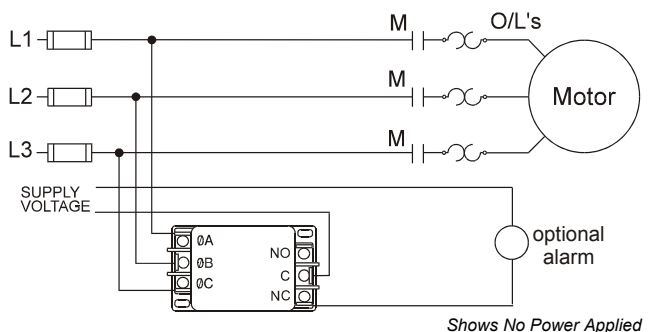 M
O/L's
L1
M
L2
Motor
M
L3
SUPPLY
VOLTAGE
ØA
NO
optional
alarm
ØB
C
ØC
NC
Shows No Power Applied